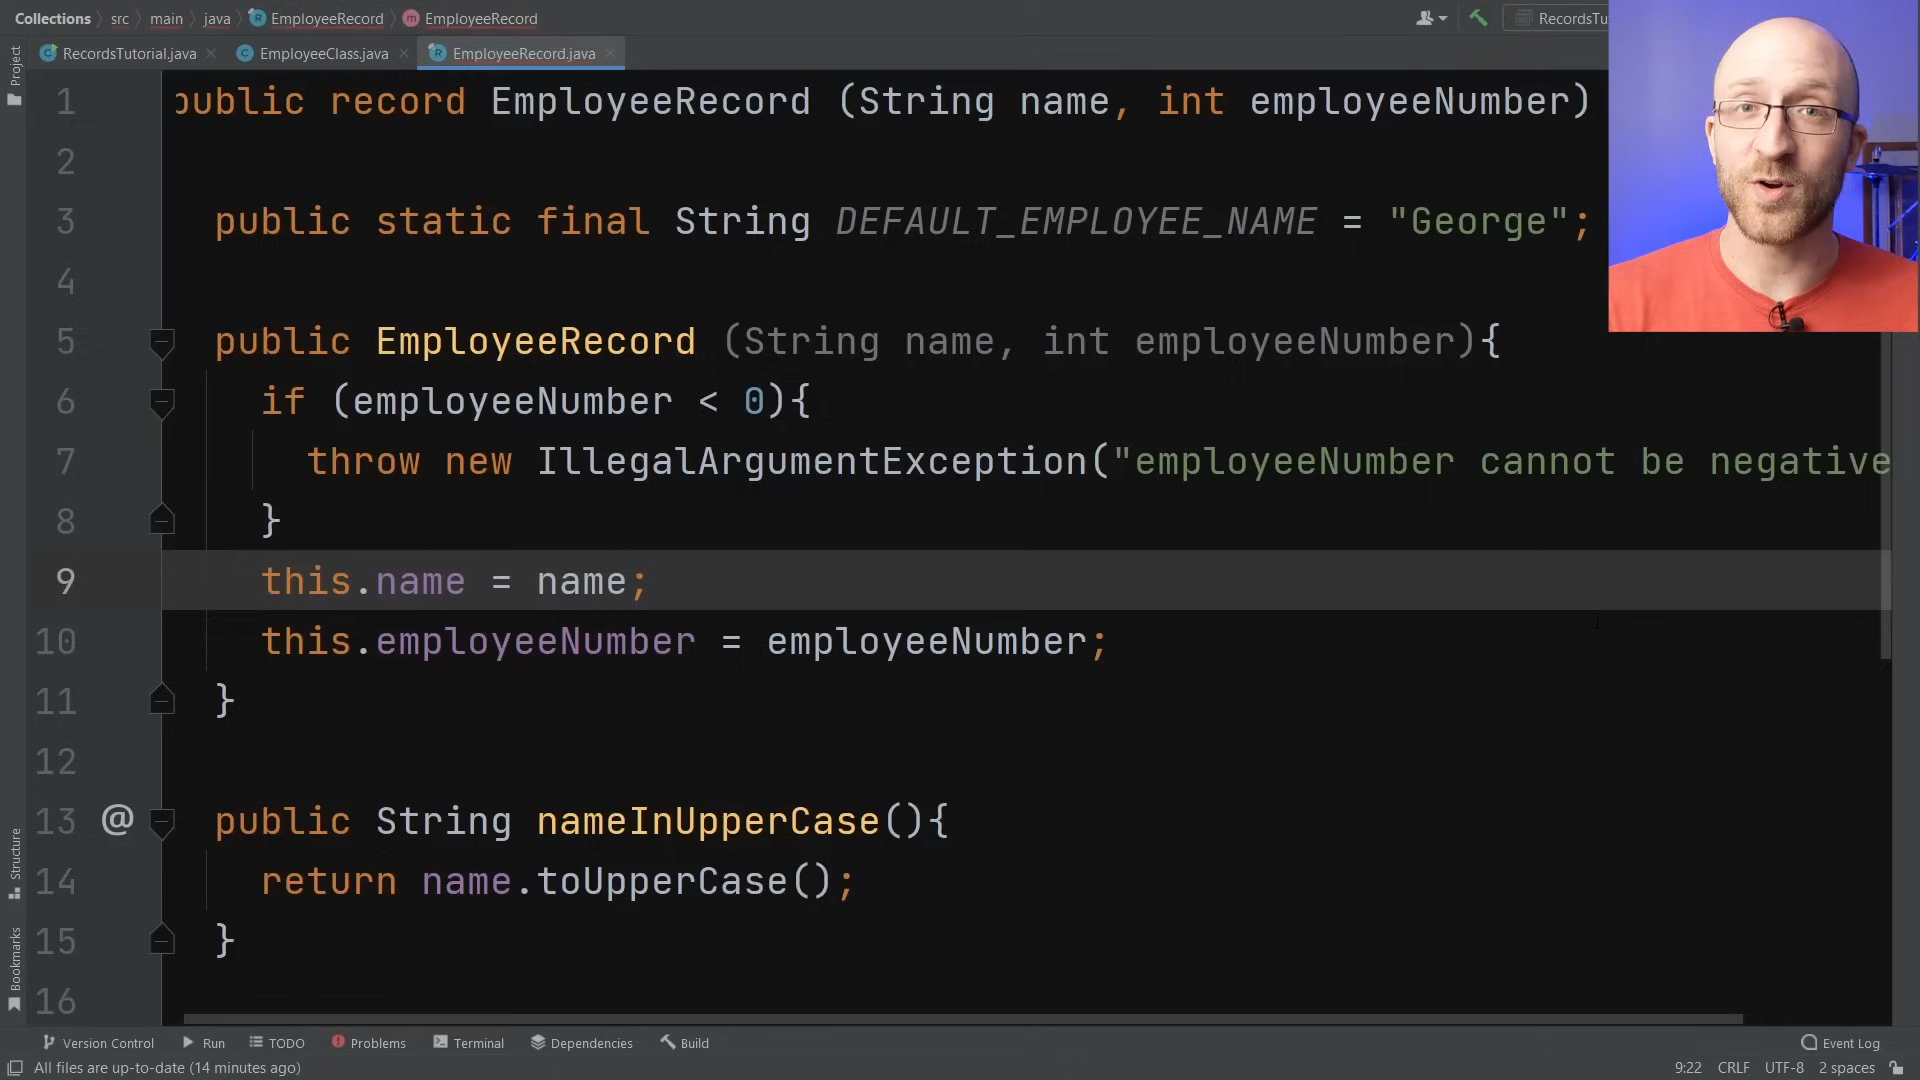 Collections src main java EmployeeRecord EmployeeRecord
RecordsTu
Project
RecordsTutorial.java EmployeeClass.java EmployeeRecord.java
1 public record EmployeeRecord (String name, int employeeNumber)
2
3 public static final String DEFAULT_EMPLOYEE_NAME = "George";
4
5 public EmployeeRecord (String name, int employeeNumber){
6 if (employeeNumber < 0){
7 throw new IllegalArgumentException("employeeNumber cannot be negative
8 }
9 this.name = name;
10 this.employeeNumber = employeeNumber;
11 }
12
13 @ public String nameInUpperCase(){
14 return name.toUpperCase();
15 }
16
Structure
Bookmarks
Version Control Run TODO Problems Terminal Dependencies Build Event Log
All files are up-to-date (14 minutes ago) 9:22 CRLF UTF-8 2 spaces